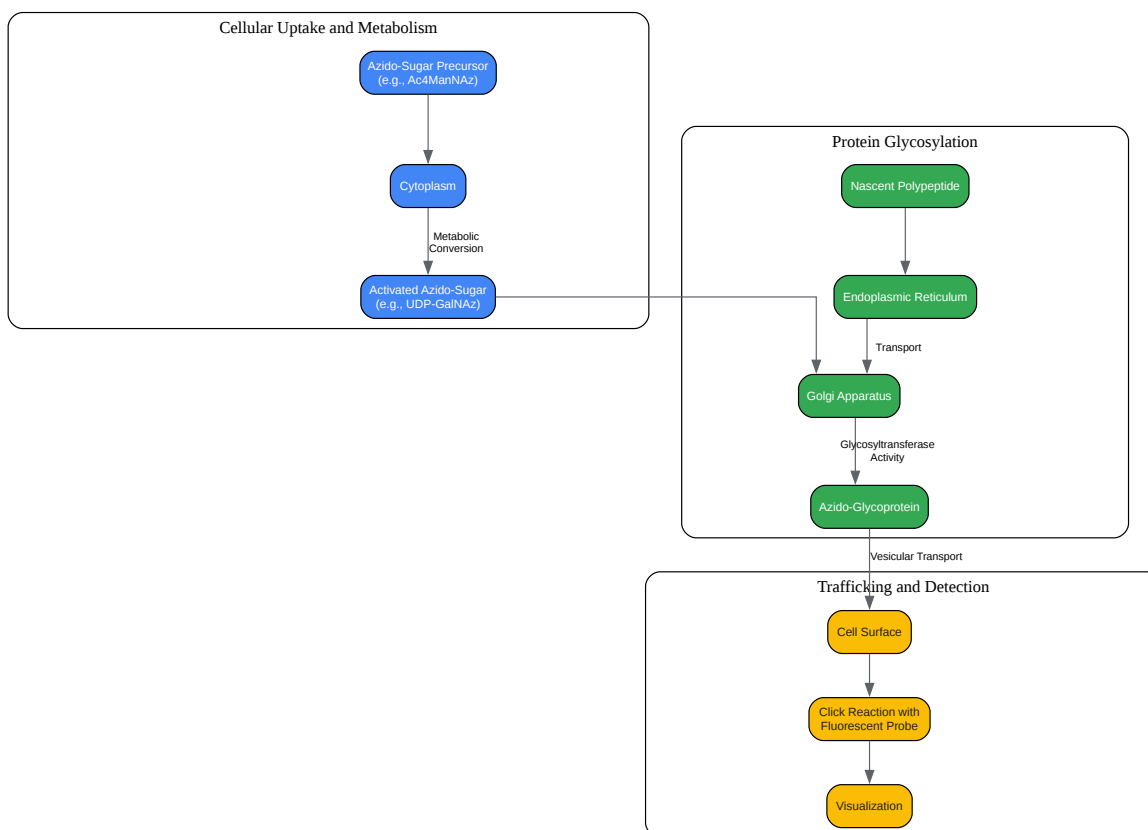 Cellular Uptake and Metabolism
Azido-Sugar Precursor
(e.g., Ac4ManNAz)
Cytoplasm
Metabolic
Conversion
Activated Azido-Sugar
(e.g., UDP-GalNAz)
Protein Glycosylation
Nascent Polypeptide
Endoplasmic Reticulum
Transport
Golgi Apparatus
Glycosyltransferase
Activity
Azido-Glycoprotein
Vesicular Transport
Trafficking and Detection
Cell Surface
Click Reaction with
Fluorescent Probe
Visualization